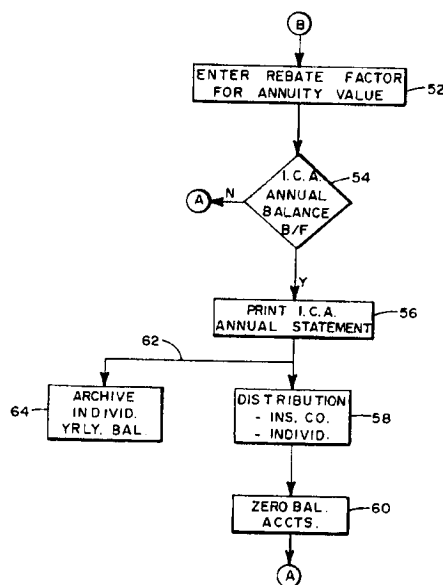 B
ENTER REBATE FACTOR
FOR ANNUITY VALUE
52
I.C.A.
ANNUAL
BALANCE
B/F
54
N
A
Y
PRINT I.C.A.
ANNUAL STATEMENT
56
62
ARCHIVE
INDIVID.
YRLY. BAL.
64
DISTRIBUTION
- INS. CO.
- INDIVID.
58
ZERO BAL.
ACCTS.
60
A